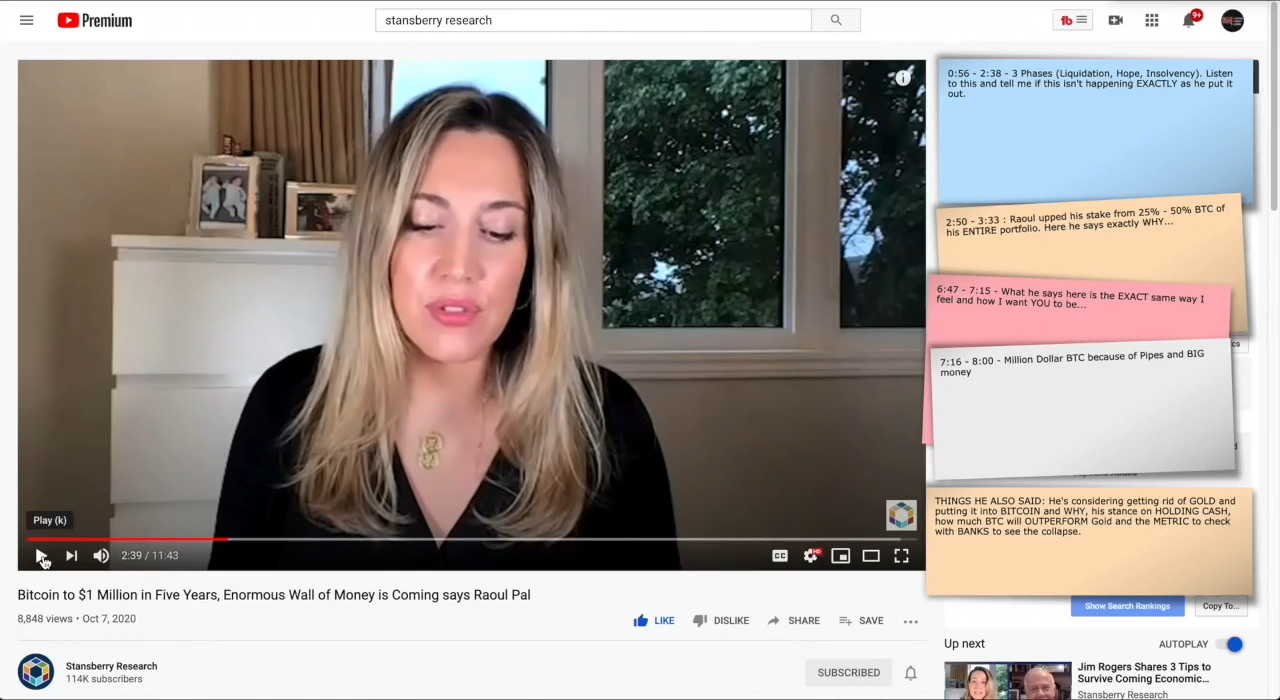 Premium
stansberry research
9+
0:56 - 2:38 - 3 Phases (Liquidation, Hope, Insolvency). Listen
to this and tell me if this isn't happening EXACTLY as he put it
out.
2:50 - 3:33 : Raoul upped his stake from 25% - 50% BTC of
his ENTIRE portfolio. Here he says exactly WHY...
6:47 - 7:15 - What he says here is the EXACT same way I
feel and how I want YOU to be...
7:16 - 8:00 - Million Dollar BTC because of Pipes and BIG
money
THINGS HE ALSO SAID: He's considering getting rid of GOLD and
putting it into BITCOIN and WHY, his stance on HOLDING CASH,
how much BTC will OUTPERFORM Gold and the METRIC to check
with BANKS to see the collapse.
Play (k)
2:39 / 11:43
CC
HD
Bitcoin to $1 Million in Five Years, Enormous Wall of Money is Coming says Raoul Pal
8,848 views • Oct 7, 2020
LIKE
DISLIKE
SHARE
SAVE
Show Search Rankings
Copy To...
Up next
AUTOPLAY
Stansberry Research
114K subscribers
SUBSCRIBED
Jim Rogers Shares 3 Tips to
Survive Coming Economic...
Stansberry Research